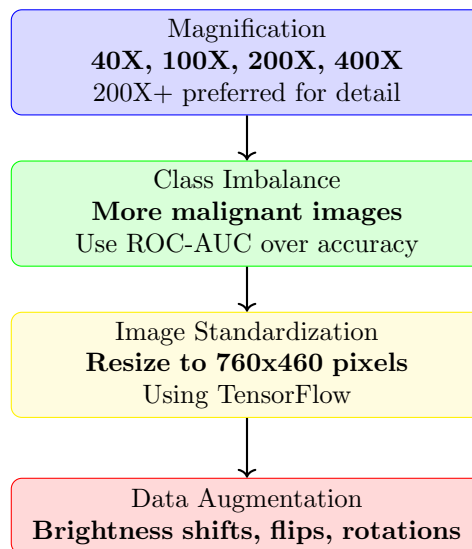 Magnification
40X, 100X, 200X, 400X
200X+ preferred for detail
Class Imbalance
More malignant images
Use ROC-AUC over accuracy
Image Standardization
Resize to 760x460 pixels
Using TensorFlow
Data Augmentation
Brightness shifts, flips, rotations